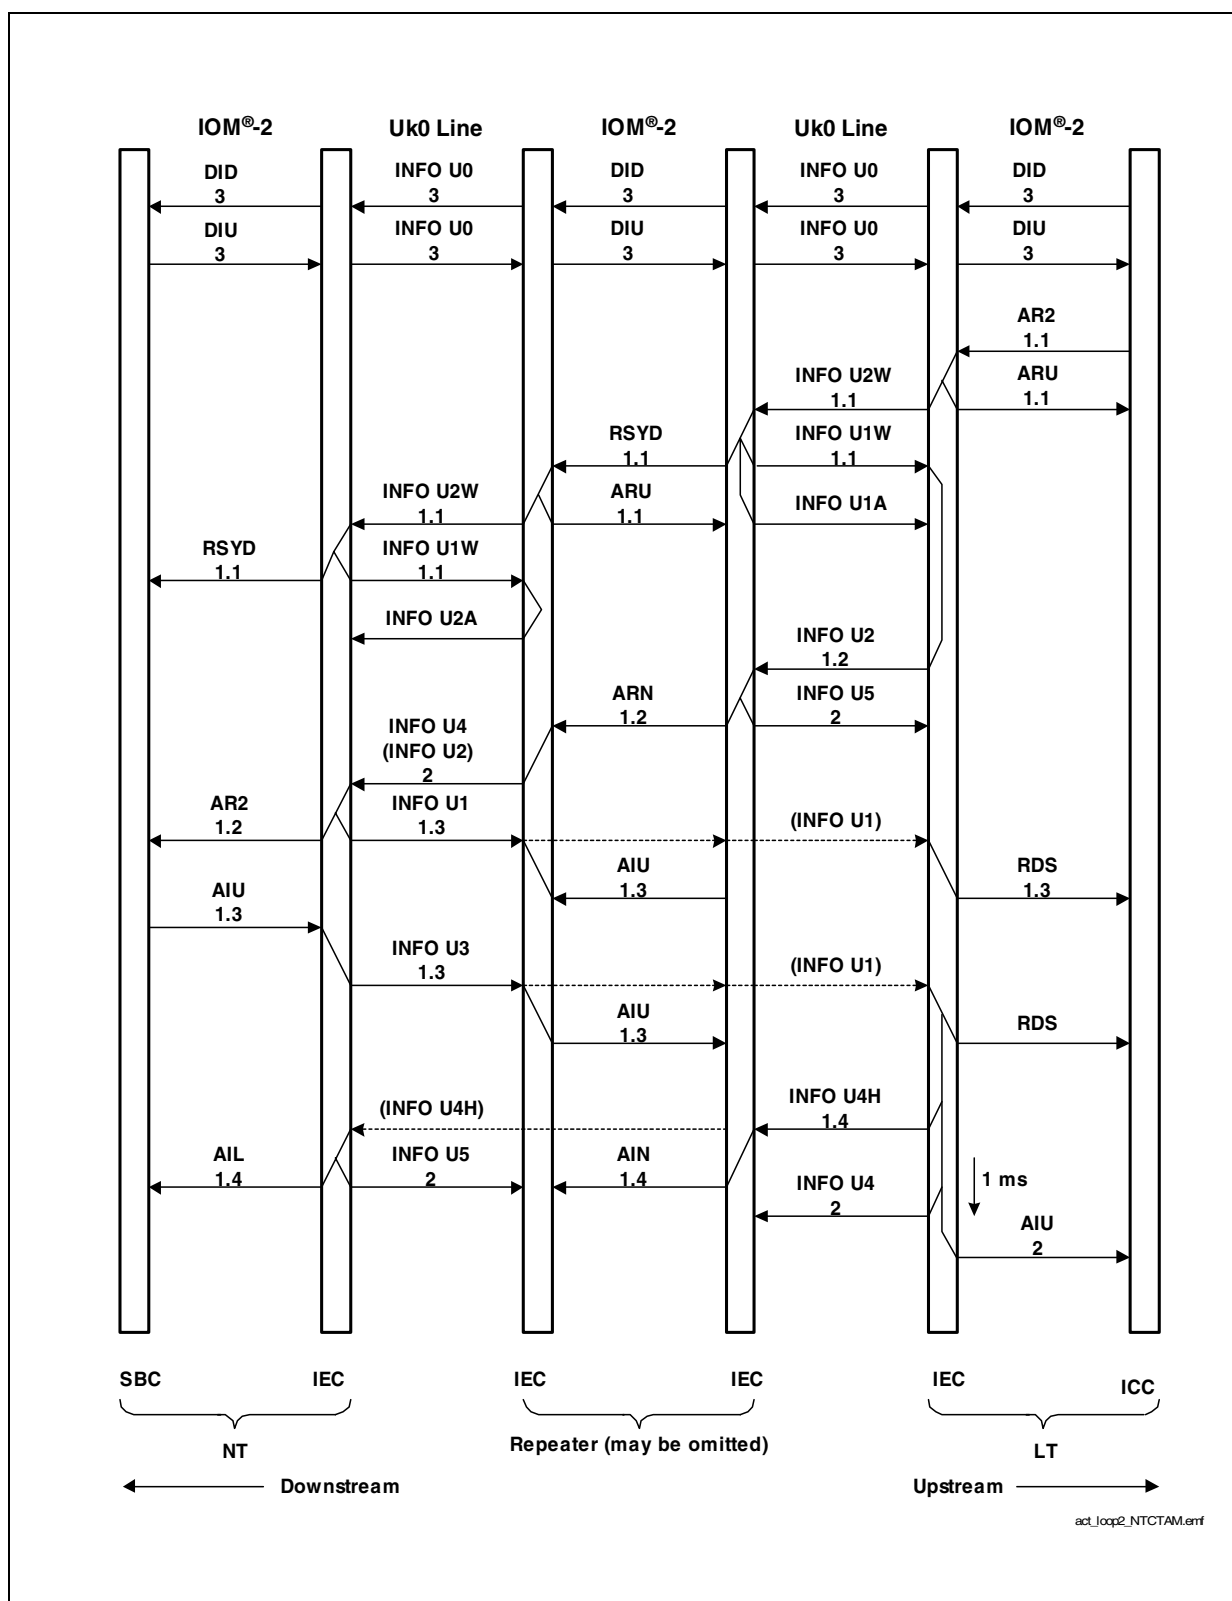 IOM®-2 Uk0 Line IOM®-2 Uk0 Line IOM®-2
DID INFO U0 DID INFO U0 DID
3 3 3 3 3
DIU INFO U0 DIU INFO U0 DIU
3 3 3 3 3
AR2
1.1
INFO U2W ARU
1.1 1.1
RSYD INFO U1W
1.1 1.1
INFO U2W ARU INFO U1A
1.1 1.1
RSYD INFO U1W
1.1 1.1
INFO U2A
INFO U2
1.2
ARN INFO U5
1.2 2
INFO U4
(INFO U2)
2
AR2 INFO U1 (INFO U1)
1.2 1.3
AIU RDS
1.3 1.3
AIU
1.3
INFO U3 (INFO U1)
1.3
AIU RDS
1.3
(INFO U4H) INFO U4H
1.4
AIL INFO U5 AIN 1 ms
1.4 2 1.4
INFO U4
2
AIU
2
SBC IEC IEC IEC IEC ICC
NT Repeater (may be omitted) LT
Downstream Upstream
act_loop2_NTCTAM.emf